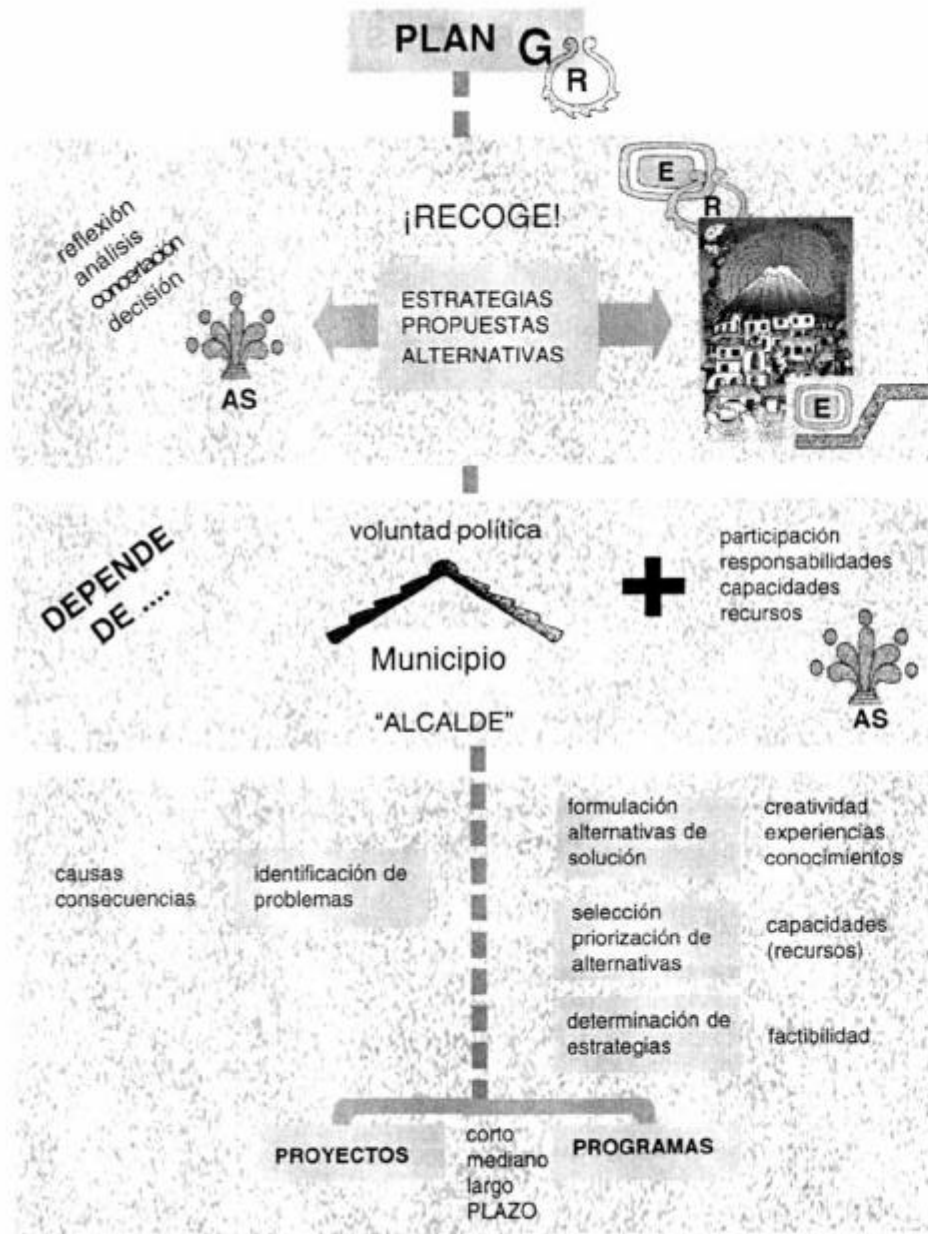 PLAN G
R
E
R
¡RECOGE!
reflexión
análisis
concertación
decisión
ESTRATEGIAS
PROPUESTAS
ALTERNATIVAS
AS
E
DEPENDE
DE ....
voluntad política
Municipio
"ALCALDE"
participación
responsabilidades
capacidades
recursos
AS
causas
consecuencias
identificación de
problemas
formulación
alternativas de
solución
creatividad
experiencias
conocimientos
selección
priorización de
alternativas
capacidades
(recursos)
determinación de
estrategias
factibilidad
PROYECTOS
corto
mediano
largo
PLAZO
PROGRAMAS